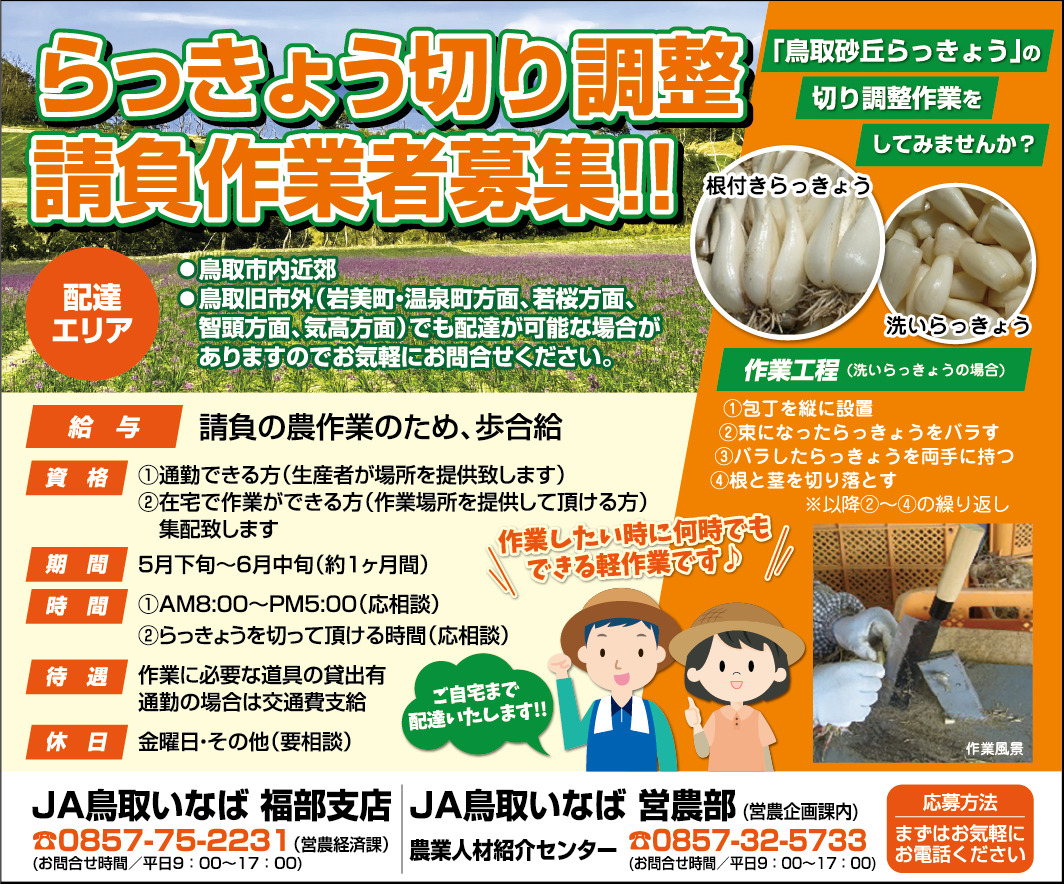 らっきょう切り調整
請負作業者募集!!
「鳥取砂丘らっきょう」の
切り調整作業を
してみませんか？
根付きらっきょう
洗いらっきょう
配達
エリア
●鳥取市内近郊
●鳥取旧市外（岩美町・温泉町方面、若桜方面、
智頭方面、気高方面）でも配達が可能な場合が
ありますのでお気軽にお問合せください。
作業工程（洗いらっきょうの場合）
①包丁を縦に設置
②束になったらっきょうをバラす
③バラしたらっきょうを両手に持つ
④根と茎を切り落とす
※以降②〜④の繰り返し
作業風景
給与 請負の農作業のため、歩合給
資格 ①通勤できる方（生産者が場所を提供致します）
②在宅で作業ができる方（作業場所を提供して頂ける方）
集配致します
期間 5月下旬〜6月中旬（約1ヶ月間）
時間 ①AM8:00〜PM5:00（応相談）
②らっきょうを切って頂ける時間（応相談）
待遇 作業に必要な道具の貸出有
通勤の場合は交通費支給
休日 金曜日・その他（要相談）
作業したい時に何時でも
できる軽作業です♪
ご自宅まで
配達いたします!!
JA鳥取いなば 福部支店
☎0857-75-2231（営農経済課）
(お問合せ時間／平日9：00〜17：00)
JA鳥取いなば 営農部（営農企画課内）
農業人材紹介センター ☎0857-32-5733
(お問合せ時間／平日9：00〜17：00)
応募方法
まずはお気軽に
お電話ください